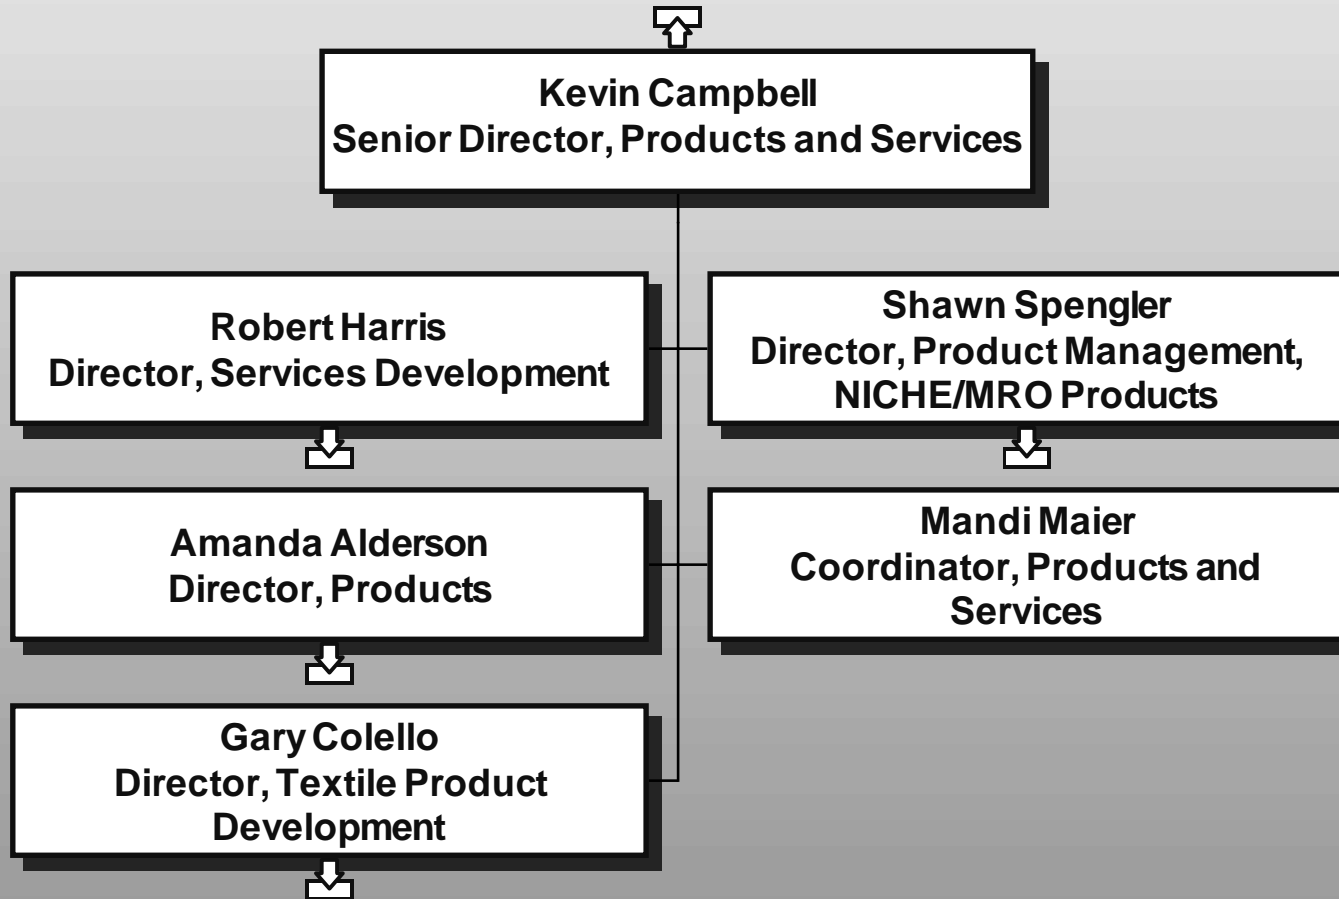 Kevin Campbell
Senior Director, Products and Services
Robert Harris
Director, Services Development
Shawn Spengler
Director, Product Management,
NICHE/MRO Products
Amanda Alderson
Director, Products
Mandi Maier
Coordinator, Products and
Services
Gary Colello
Director, Textile Product
Development